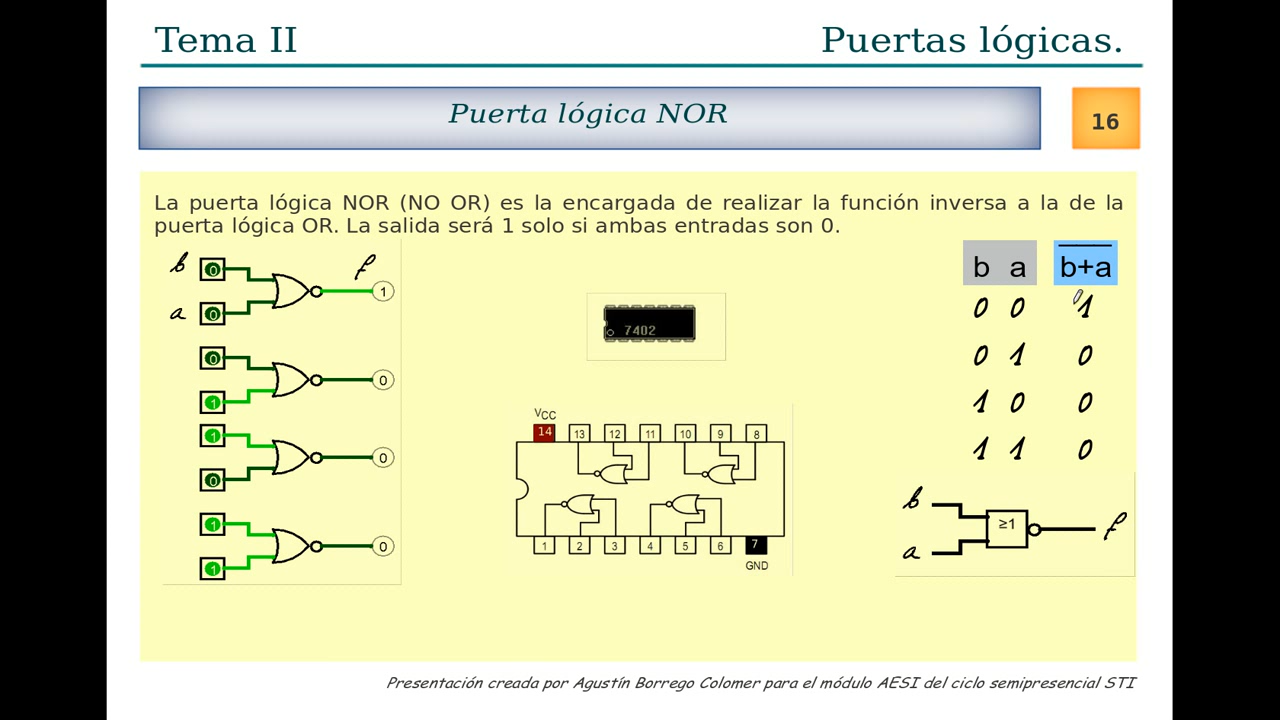 Tema II
Puertas lógicas.
Puerta lógica NOR
16
La puerta lógica NOR (NO OR) es la encargada de realizar la función inversa a la de la
puerta lógica OR. La salida será 1 solo si ambas entradas son 0.
b 0 f
1
a 0
0
0
1
1
0
0
1
0
1
7402
VCC
14 13 12 11 10 9 8
1 2 3 4 5 6 7
GND
b a b+a
0 0 1
0 1 0
1 0 0
1 1 0
b
≥1 f
a
Presentación creada por Agustín Borrego Colomer para el módulo AESI del ciclo semipresencial STI